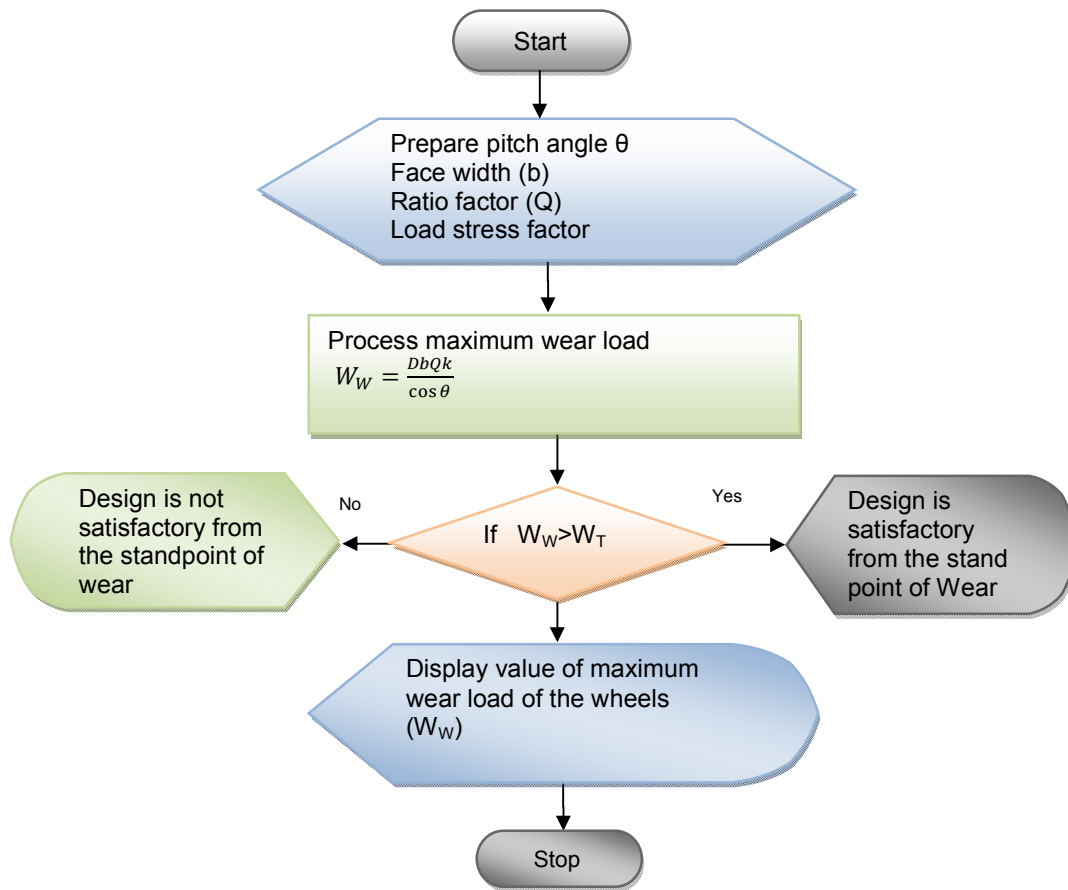 Start
Prepare pitch angle θ
Face width (b)
Ratio factor (Q)
Load stress factor
Process maximum wear load
W_W = DbQk / cos θ
No
Yes
Design is not
satisfactory from
the standpoint of
wear
If W_W>W_T
Design is
satisfactory
from the stand
point of Wear
Display value of maximum
wear load of the wheels
(W_W)
Stop